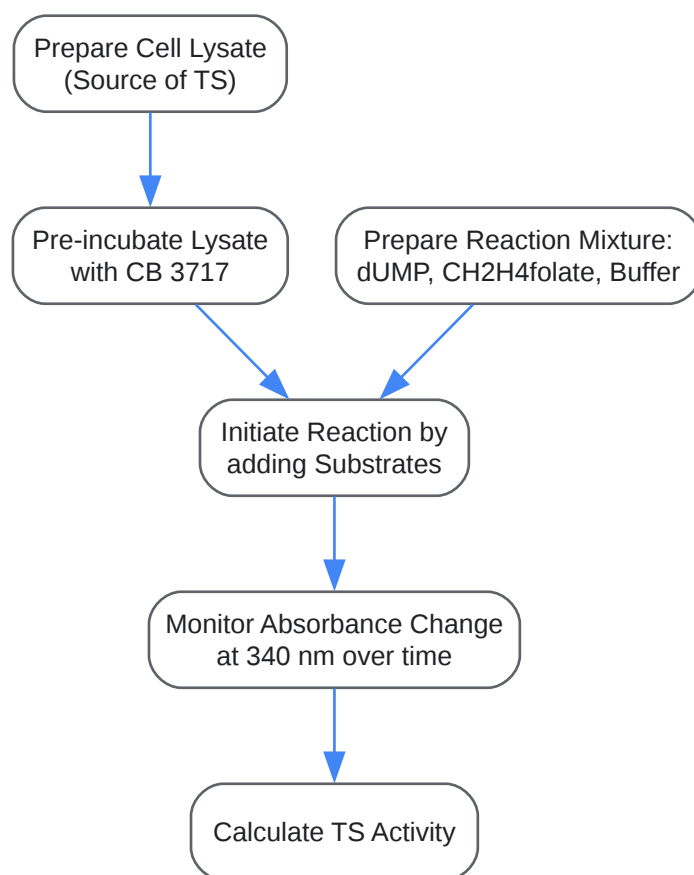 Prepare Cell Lysate
(Source of TS)
Pre-incubate Lysate
with CB 3717
Prepare Reaction Mixture:
dUMP, CH2H4folate, Buffer
Initiate Reaction by
adding Substrates
Monitor Absorbance Change
at 340 nm over time
Calculate TS Activity